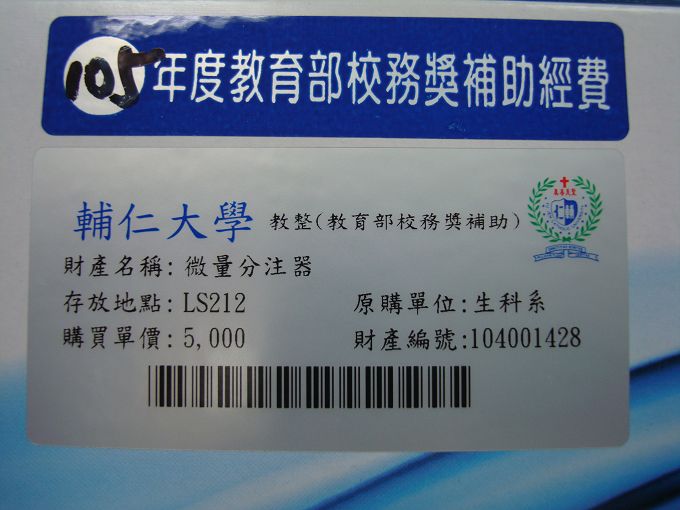 105年度教育部校務獎補助經費
輔仁大學 教整(教育部校務獎補助)
財產名稱: 微量分注器
存放地點: LS212 原購單位:生科系
購買單價: 5,000 財產編號:104001428